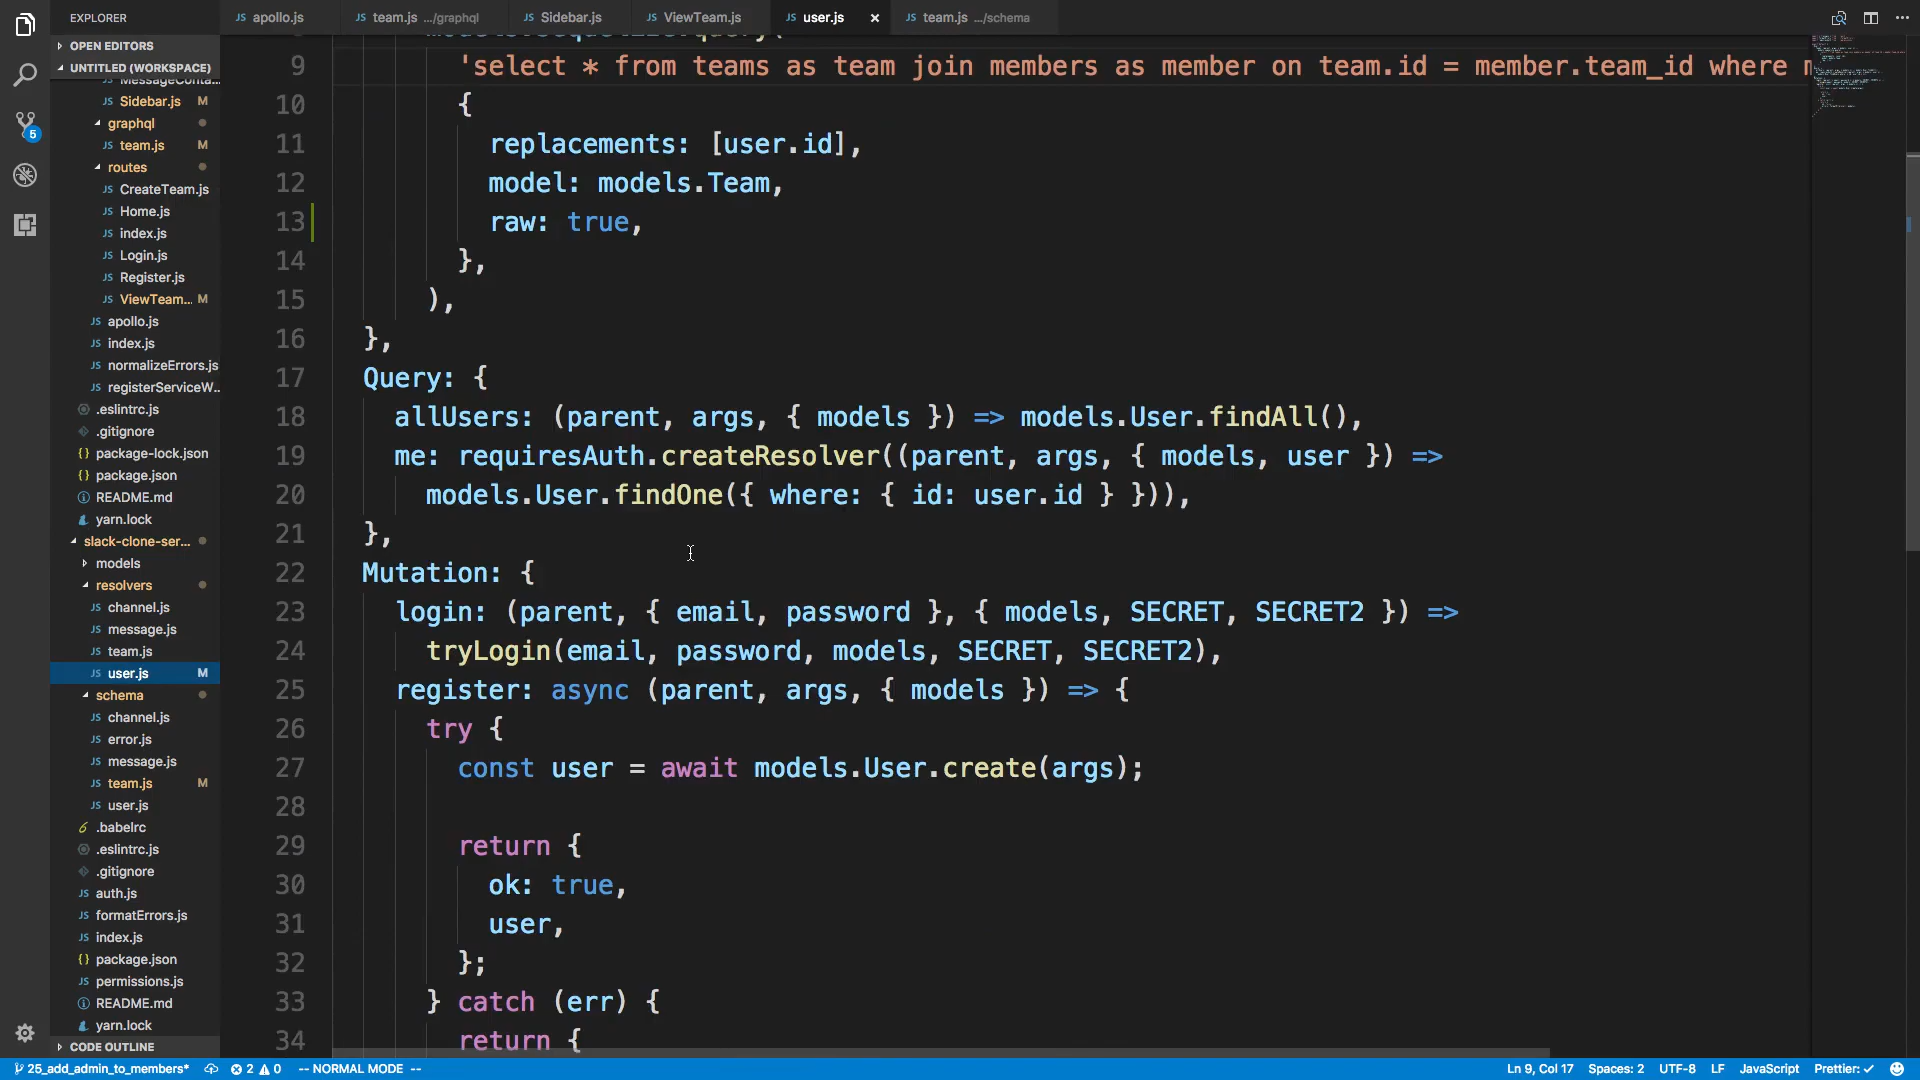 EXPLORER
JS apollo.js
JS team.js .../graphql
JS Sidebar.js
JS ViewTeam.js
JS user.js ×
JS team.js .../schema
OPEN EDITORS
UNTITLED (WORKSPACE)
JS Sidebar.js M
graphql
JS team.js M
routes
JS CreateTeam.js
JS Home.js
JS index.js
JS Login.js
JS Register.js
JS ViewTeam... M
JS apollo.js
JS index.js
JS normalizeErrors.js
JS registerServiceW...
.eslintrc.js
.gitignore
{} package-lock.json
{} package.json
README.md
yarn.lock
slack-clone-ser...
models
resolvers
JS channel.js
JS message.js
JS team.js
JS user.js M
schema
JS channel.js
JS error.js
JS message.js
JS team.js M
JS user.js
.babelrc
.eslintrc.js
.gitignore
JS auth.js
JS formatErrors.js
JS index.js
{} package.json
JS permissions.js
README.md
yarn.lock
CODE OUTLINE
5
9 'select * from teams as team join members as member on team.id = member.team_id where
10 {
11 replacements: [user.id],
12 model: models.Team,
13 raw: true,
14 },
15 ),
16 },
17 Query: {
18 allUsers: (parent, args, { models }) => models.User.findAll(),
19 me: requiresAuth.createResolver((parent, args, { models, user }) =>
20 models.User.findOne({ where: { id: user.id } })),
21 },
22 Mutation: {
23 login: (parent, { email, password }, { models, SECRET, SECRET2 }) =>
24 tryLogin(email, password, models, SECRET, SECRET2),
25 register: async (parent, args, { models }) => {
26 try {
27 const user = await models.User.create(args);
28
29 return {
30 ok: true,
31 user,
32 };
33 } catch (err) {
34 return {
25_add_admin_to_members* 2 0 -- NORMAL MODE -- Ln 9, Col 17 Spaces: 2 UTF-8 LF JavaScript Prettier: ✓